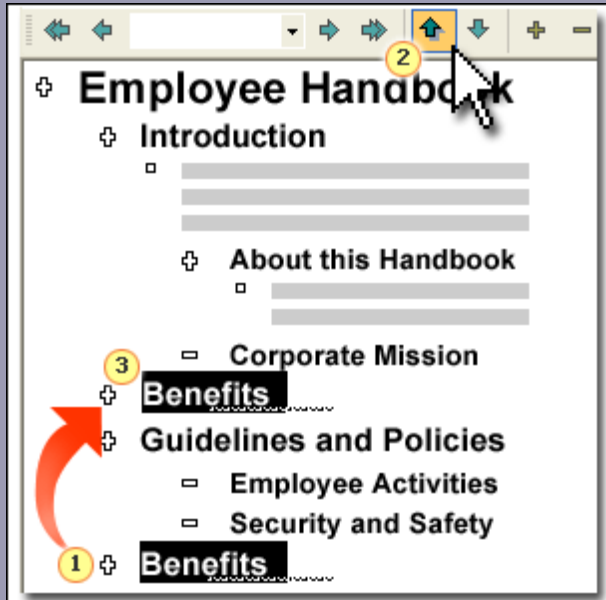 2
Employee Handbook
Introduction
About this Handbook
Corporate Mission
3
Benefits
Guidelines and Policies
Employee Activities
Security and Safety
1 Benefits